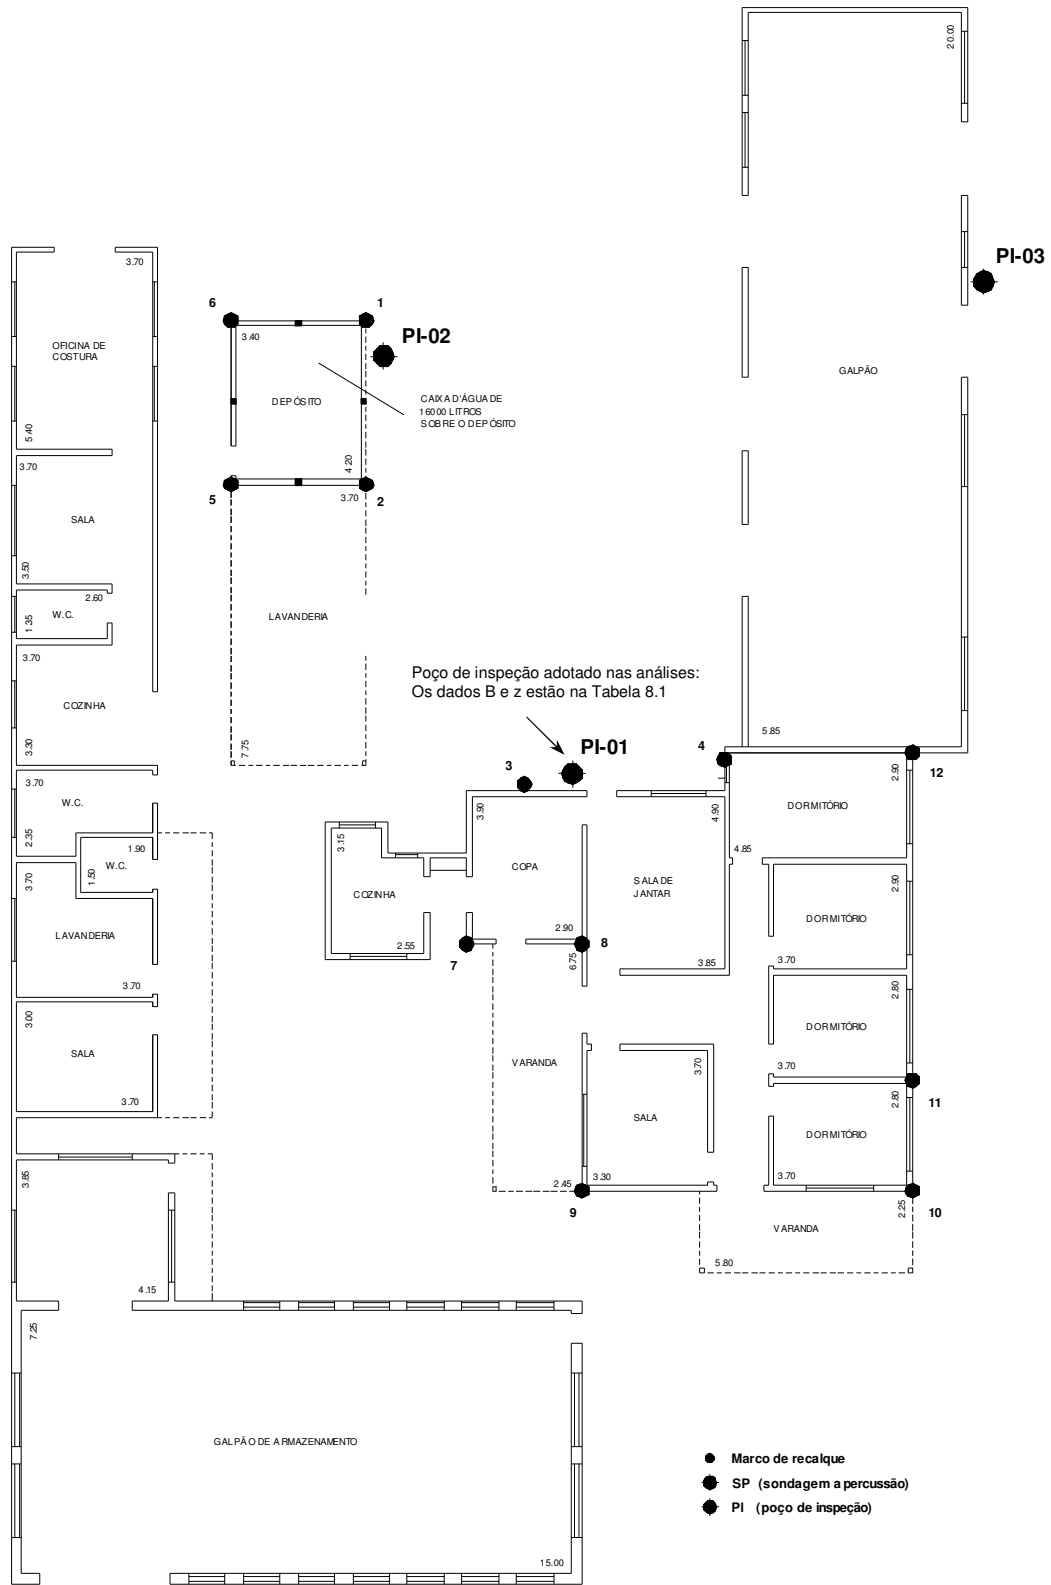 20.00
PI-03
GALPÃO
5.85
3.70
OFICINA DE
COSTURA
5.40
3.70
SALA
3.50
2.60
W.C.
1.35
3.70
COZINHA
3.30
3.70
W.C.
2.35
1.90
W.C.
1.50
3.70
LAVANDERIA
3.70
3.00
SALA
3.70
3.85
4.15
7.25
GALPÃO DE ARMAZENAMENTO
15.00
6
1
PI-02
3.40
DEPÓSITO
CAIXA D'ÁGUA DE
16000 LITROS
SOBRE O DEPÓSITO
4.20
5
3.70
2
LAVANDERIA
7.75
Poço de inspeção adotado nas análises:
Os dados B e z estão na Tabela 8.1
PI-01
3
4
12
3.90
3.15
COPA
COZINHA
2.55
2.90
7
8
6.75
4.90
SALA DE
JANTAR
3.85
2.90
DORMITÓRIO
4.85
2.90
DORMITÓRIO
3.70
2.80
DORMITÓRIO
3.70
11
2.80
DORMITÓRIO
3.70
VARANDA
2.45
3.70
SALA
3.30
9
10
2.25
VARANDA
5.80
Marco de recalque
SP (sondagem a percussão)
PI (poço de inspeção)